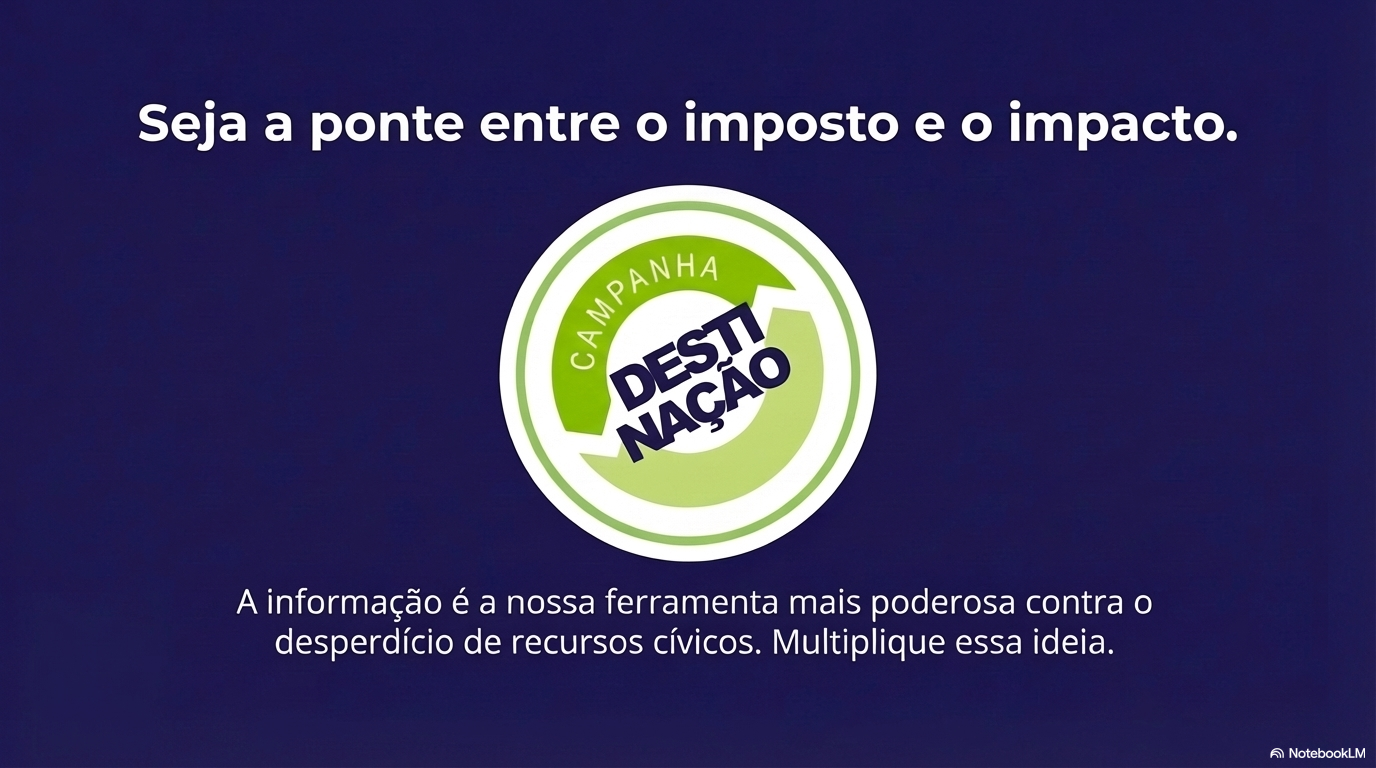 Seja a ponte entre o imposto e o impacto.
CAMPANHA
DESTI
NAÇÃO
A informação é a nossa ferramenta mais poderosa contra o
desperdício de recursos cívicos. Multiplique essa ideia.
NotebookLM